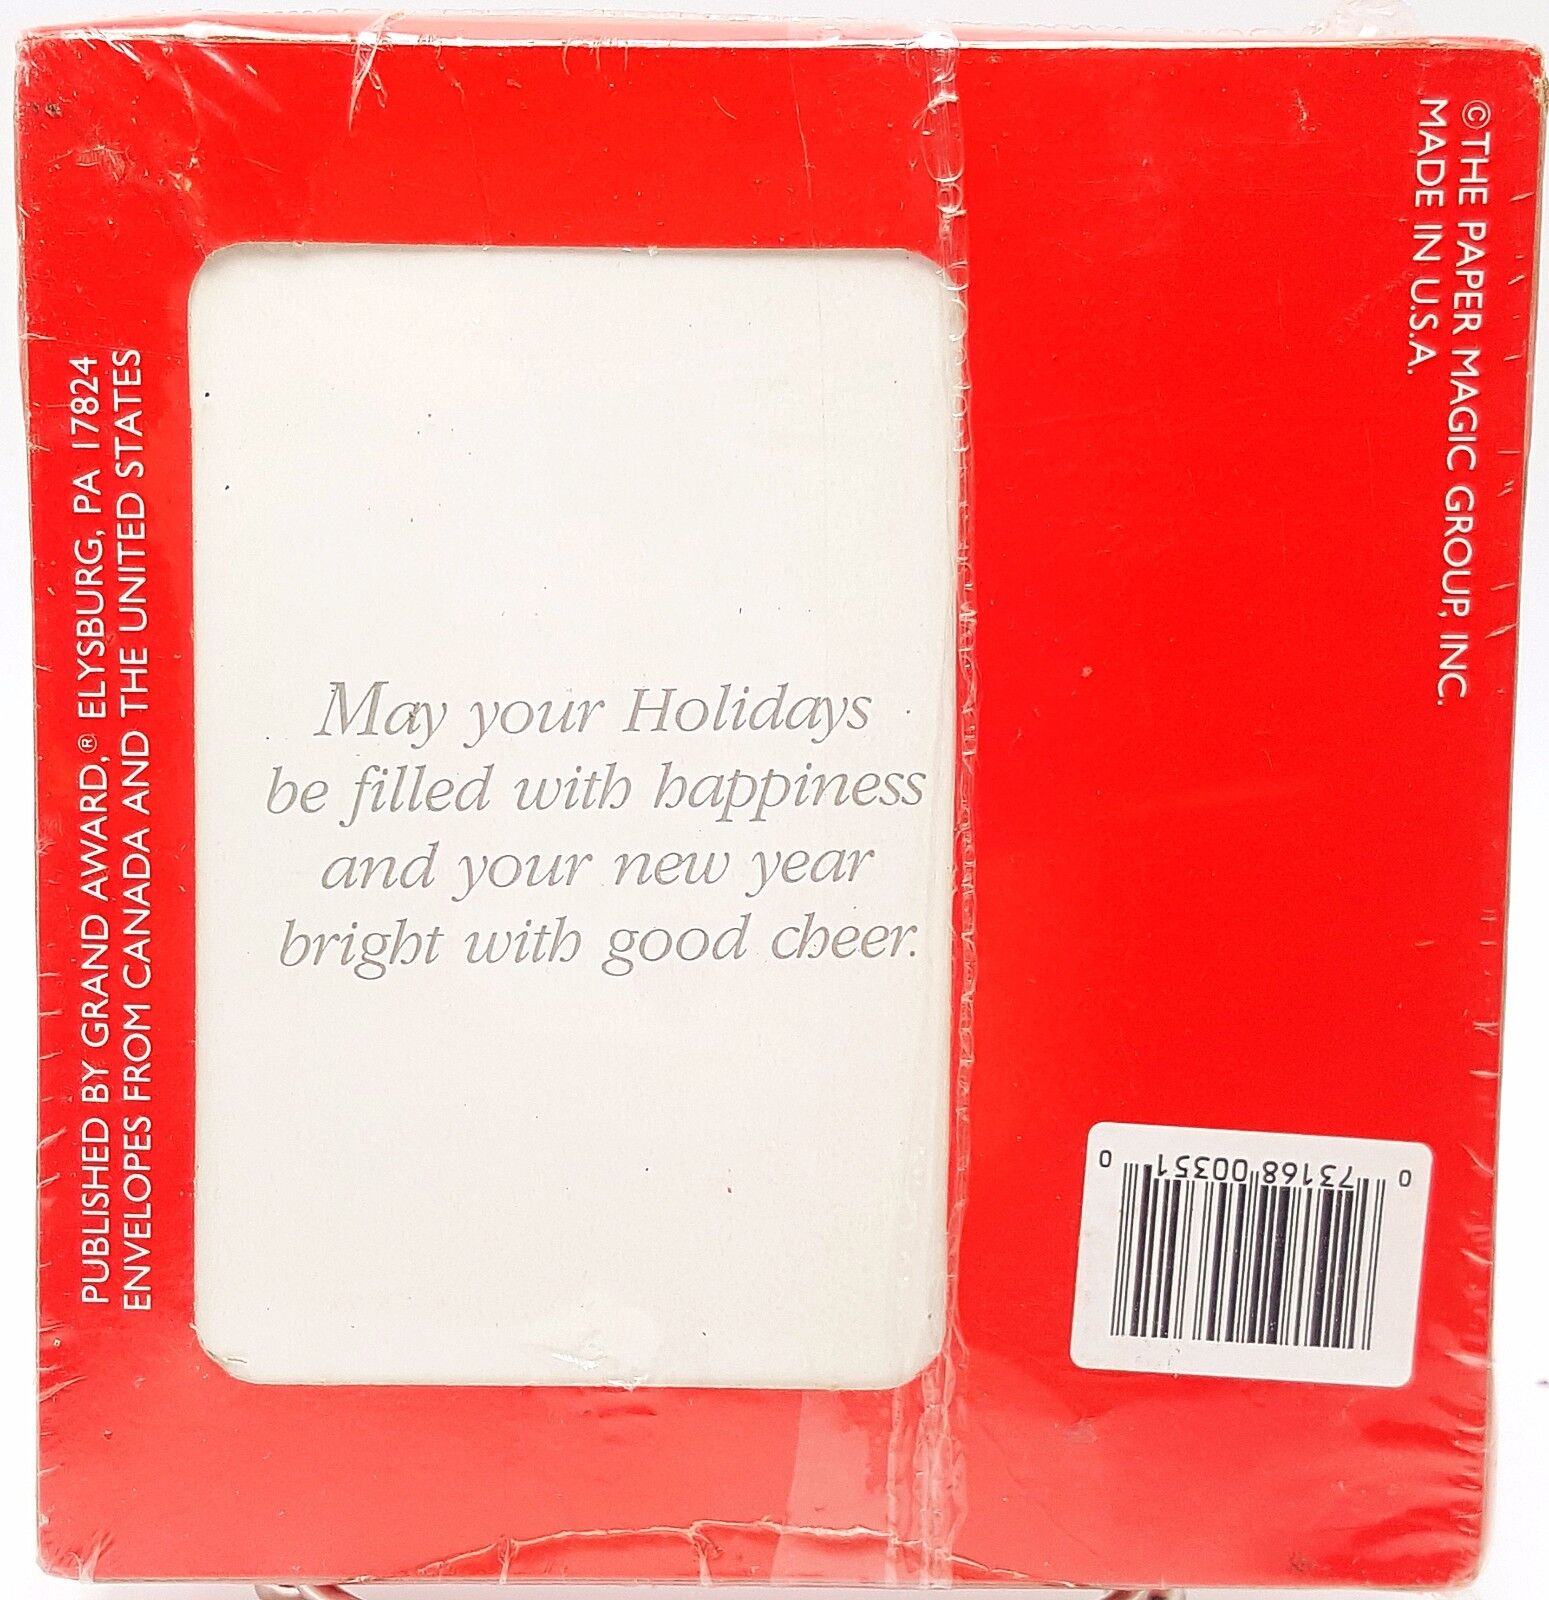 ©THE PAPER MAGIC GROUP, INC.
MADE IN U.S.A.
PUBLISHED BY GRAND AWARD,® ELYSBURG, PA 17824
ENVELOPES FROM CANADA AND THE UNITED STATES
May your Holidays
be filled with happiness
and your new year
bright with good cheer.
0 73168 00351 0